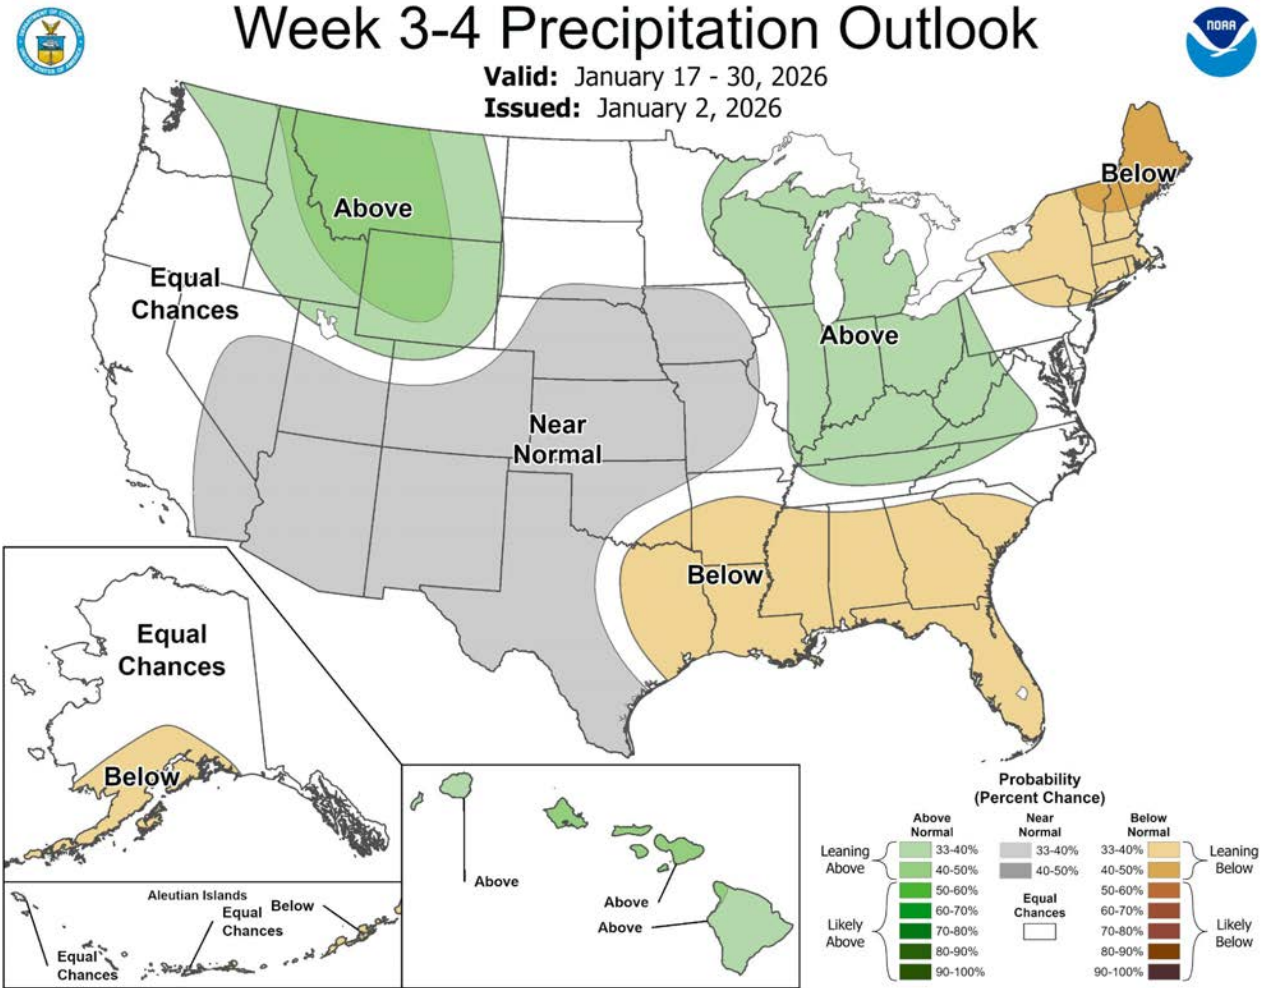 Week 3-4 Precipitation Outlook
Valid: January 17 - 30, 2026
Issued: January 2, 2026
NOAA
Above
Below
Equal
Chances
Above
Near
Normal
Below
Equal
Chances
Below
Aleutian Islands
Equal
Chances
Below
Equal
Chances
Above
Above
Above
Probability
(Percent Chance)
Above
Normal
Near
Normal
Below
Normal
Leaning
Above
33-40%
33-40%
33-40%
Leaning
Below
40-50%
40-50%
40-50%
Equal
Chances
Likely
Above
50-60%
60-70%
70-80%
80-90%
90-100%
50-60%
60-70%
70-80%
80-90%
90-100%
Likely
Below